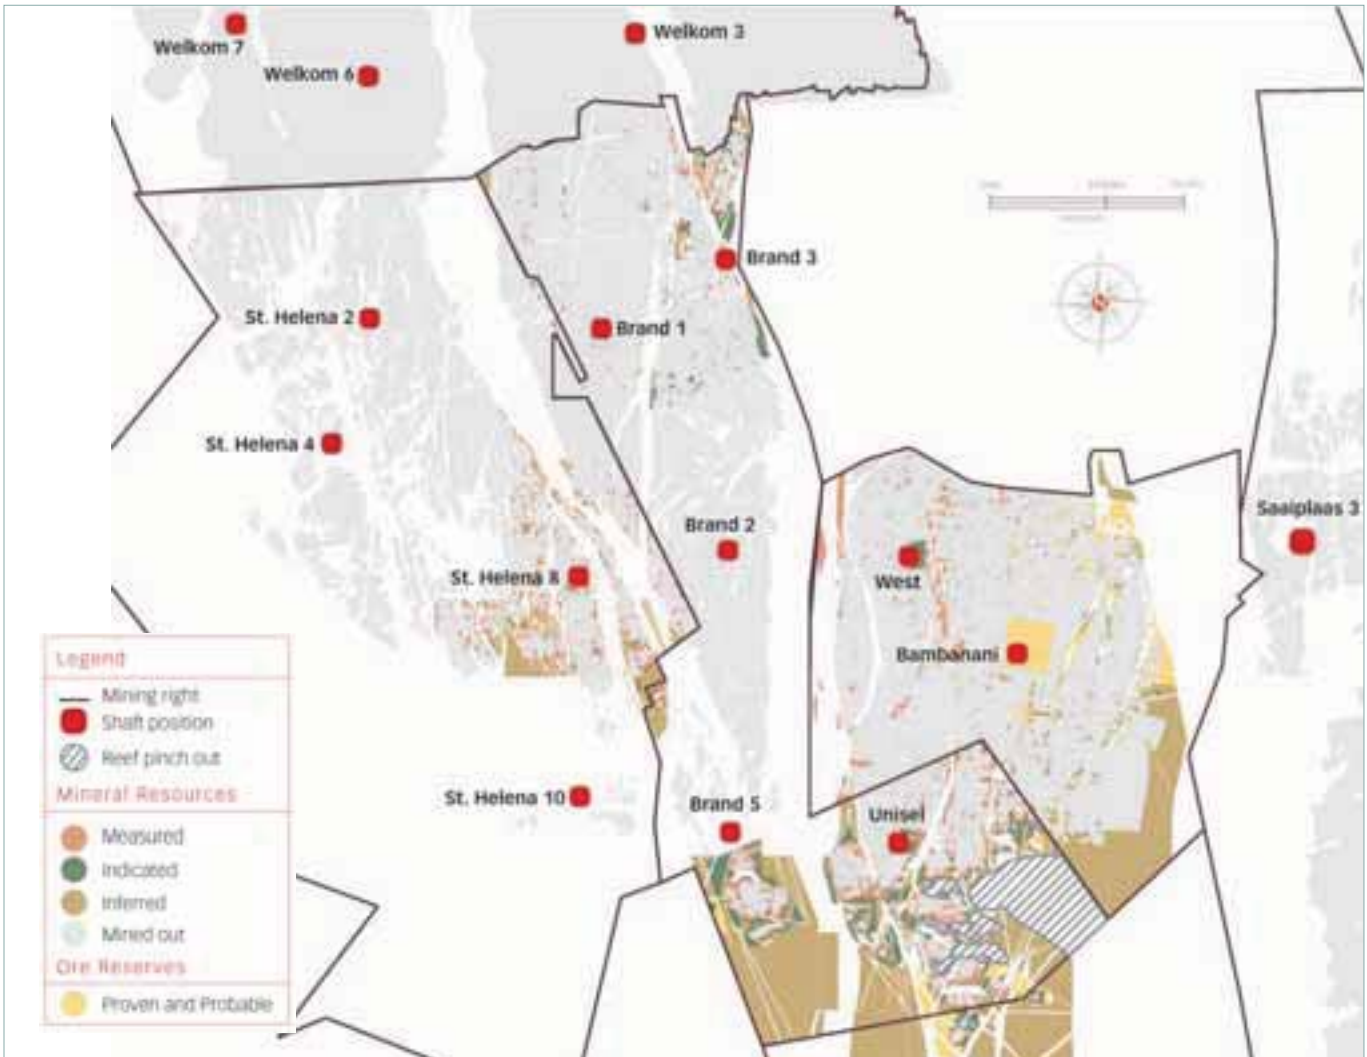 Welkom 7
Welkom 3
Welkom 6
Brand 3
St. Helena 2
Brand 1
St. Helena 4
Saaiplaas 3
Brand 2
St. Helena 8
West
Bambanani
St. Helena 10
Brand 5
Unisel
Legend
Mining right
Shaft position
Reef pinch out
Mineral Resources
Measured
Indicated
Inferred
Mined out
Ore Reserves
Proven and Probable